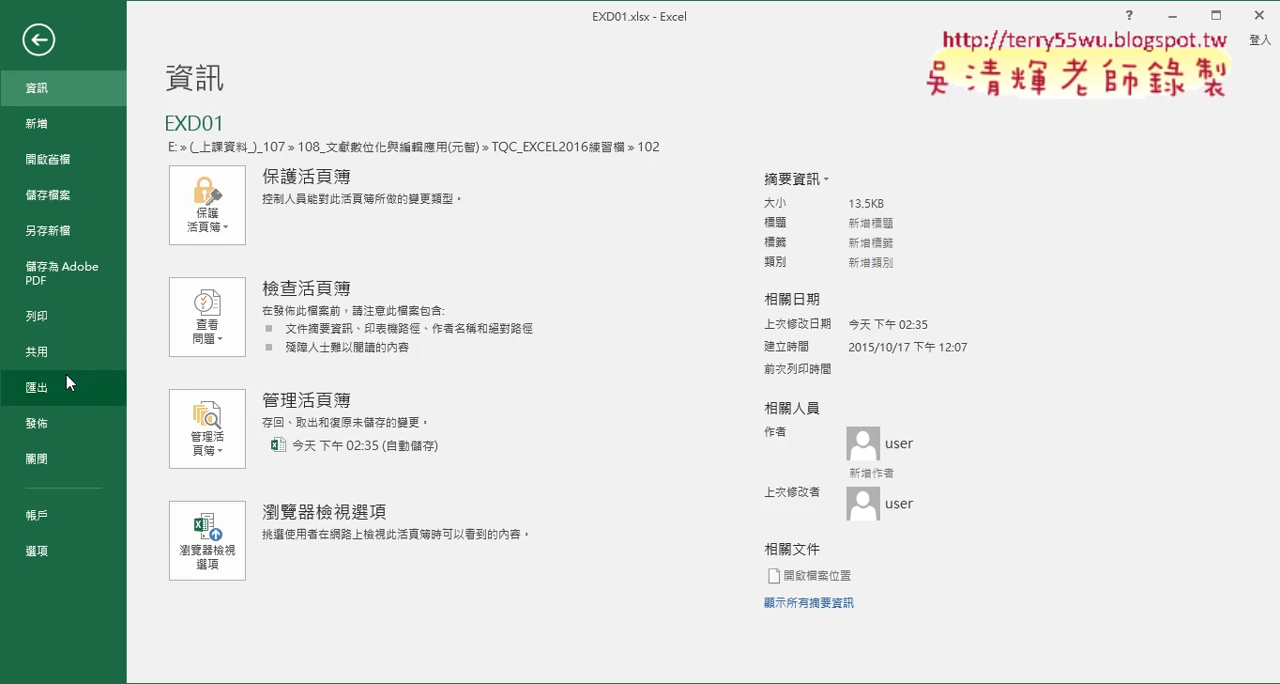 EXD01.xlsx - Excel
?
登入
http://terry55wu.blogspot.tw
吳清輝老師錄製
資訊
新增
開啟舊檔
儲存檔案
另存新檔
儲存為 Adobe
PDF
列印
共用
匯出
發佈
關閉
帳戶
選項
資訊
EXD01
E: » (_上課資料_)_107 » 108_文獻數位化與編輯應用(元智) » TQC_EXCEL2016練習檔 » 102
保護
活頁簿
保護活頁簿
控制人員能對此活頁簿所做的變更類型。
查看
問題
檢查活頁簿
在發佈此檔案前，請注意此檔案包含:
文件摘要資訊、印表機路徑、作者名稱和絕對路徑
殘障人士難以閱讀的內容
管理活
頁簿
管理活頁簿
存回、取出和復原未儲存的變更。
今天 下午 02:35 (自動儲存)
瀏覽器檢視
選項
瀏覽器檢視選項
挑選使用者在網路上檢視此活頁簿時可以看到的內容。
摘要資訊
大小 13.5KB
標題 新增標題
標籤 新增標籤
類別 新增類別
相關日期
上次修改日期 今天 下午 02:35
建立時間 2015/10/17 下午 12:07
前次列印時間
相關人員
作者 user
新增作者
上次修改者 user
相關文件
開啟檔案位置
顯示所有摘要資訊